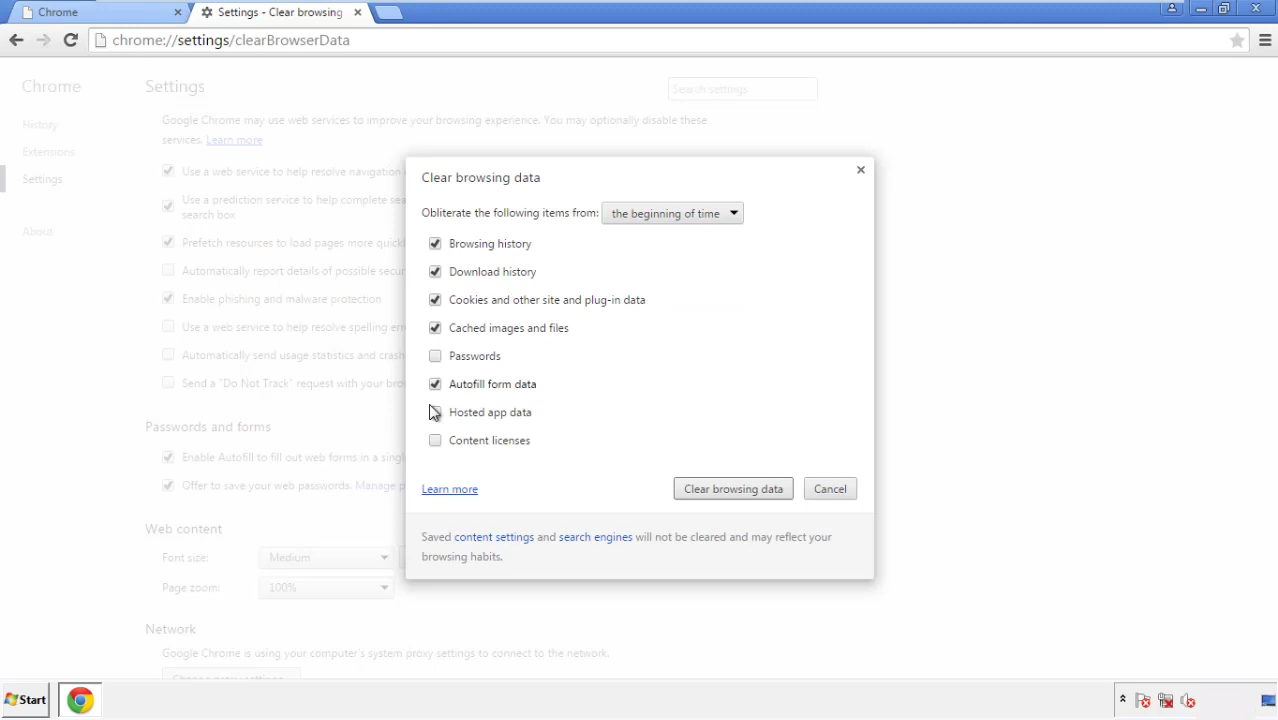 Chrome
Settings - Clear browsing
chrome://settings/clearBrowserData
Chrome
History
Extensions
Settings
About
Settings
Search settings
Google Chrome may use web services to improve your browsing experience. You may optionally disable these
services. Learn more
Use a web service to help resolve navigation
Use a prediction service to help complete
search box
Prefetch resources to load pages more
Automatically report details of possible
Enable phishing and malware protection
Use a web service to help resolve spelling
Automatically send usage statistics and
Send a "Do Not Track" request with your
Passwords and forms
Enable Autofill to fill out web forms in a
Offer to save your web passwords. Manage
Web content
Font size: Medium
Page zoom: 100%
Network
Google Chrome is using your computer's system proxy settings to connect to the network.
Clear browsing data
Obliterate the following items from: the beginning of time
Browsing history
Download history
Cookies and other site and plug-in data
Cached images and files
Passwords
Autofill form data
Hosted app data
Content licenses
Learn more
Clear browsing data
Cancel
Saved content settings and search engines will not be cleared and may reflect your
browsing habits.
Start